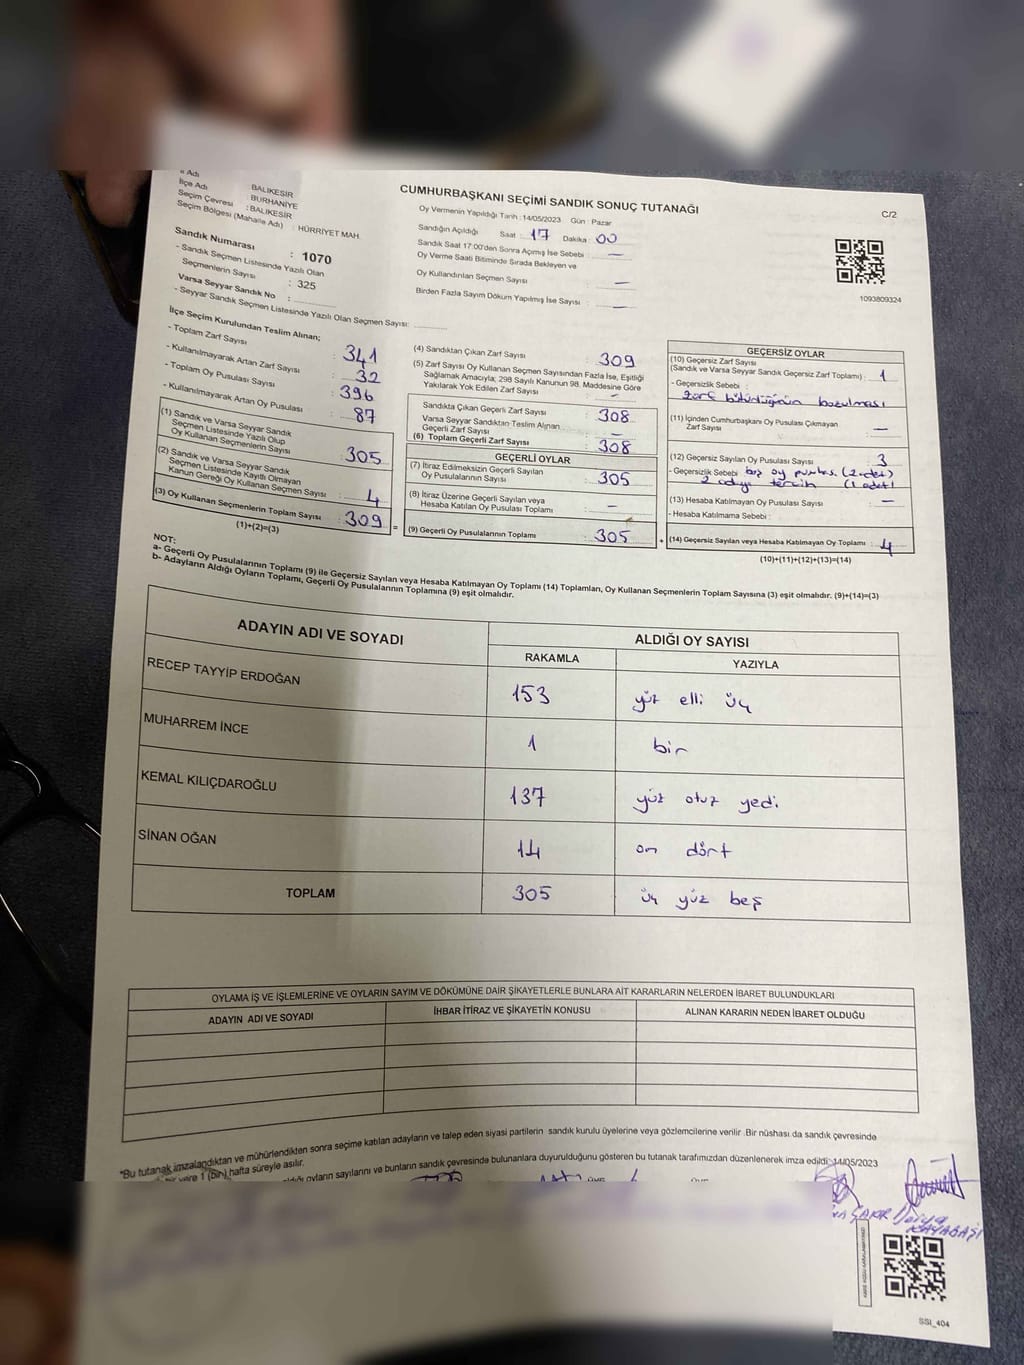 İl Adı : BALIKESİR
İlçe Adı : BURHANİYE
Seçim Çevresi : BALIKESİR
Seçim Bölgesi (Mahalle Adı) : HÜRRİYET MAH.
CUMHURBAŞKANI SEÇİMİ SANDIK SONUÇ TUTANAĞI
C/2
Oy Vermenin Yapıldığı Tarih : 14/05/2023 Gün : Pazar
Sandığın Açıldığı Saat : 17 Dakika : 00
Sandık Saat 17:00'den Sonra Açılmış İse Sebebi : —
Oy Verme Saati Bitiminde Sırada Bekleyen ve
Oy Kullandırılan Seçmen Sayısı : —
Birden Fazla Sayım Döküm Yapılmış İse Sayısı : —
1093809324
Sandık Numarası : 1070
- Sandık Seçmen Listesinde Yazılı Olan
Seçmenlerin Sayısı : 325
Varsa Seyyar Sandık No :
- Seyyar Sandık Seçmen Listesinde Yazılı Olan Seçmen Sayısı:
İlçe Seçim Kurulundan Teslim Alınan;
- Toplam Zarf Sayısı : 341
- Kullanılmayarak Artan Zarf Sayısı : 32
- Toplam Oy Pusulası Sayısı : 396
- Kullanılmayarak Artan Oy Pusulası : 87
(1) Sandık ve Varsa Seyyar Sandık
Seçmen Listesinde Yazılı Olup
Oy Kullanan Seçmenlerin Sayısı : 305
(2) Sandık ve Varsa Seyyar Sandık
Seçmen Listesinde Kayıtlı Olmayan
Kanun Gereği Oy Kullanan Seçmen Sayısı : 4
(3) Oy Kullanan Seçmenlerin Toplam Sayısı : 309 =
(1)+(2)=(3)
(4) Sandıktan Çıkan Zarf Sayısı : 309
(5) Zarf Sayısı Oy Kullanan Seçmen Sayısından Fazla İse, Eşitliği
Sağlamak Amacıyla; 298 Sayılı Kanunun 98. Maddesine Göre
Yakılarak Yok Edilen Zarf Sayısı : –
Sandıkta Çıkan Geçerli Zarf Sayısı : 308
Varsa Seyyar Sandıktan Teslim Alınan
Geçerli Zarf Sayısı : –
(6) Toplam Geçerli Zarf Sayısı : 308
GEÇERLİ OYLAR
(7) İtiraz Edilmeksizin Geçerli Sayılan
Oy Pusulalarının Sayısı : 305
(8) İtiraz Üzerine Geçerli Sayılan veya
Hesaba Katılan Oy Pusulası Toplamı : –
(9) Geçerli Oy Pusulalarının Toplamı : 305 +
GEÇERSİZ OYLAR
(10) Geçersiz Zarf Sayısı
(Sandık ve Varsa Seyyar Sandık Geçersiz Zarf Toplamı) : 1
- Geçersizlik Sebebi :
zarf bütünlüğünün bozulması
(11) İçinden Cumhurbaşkanı Oy Pusulası Çıkmayan
Zarf Sayısı : —
(12) Geçersiz Sayılan Oy Pusulası Sayısı : 3
- Geçersizlik Sebebi boş oy pusulası (2 adet)
2 adayı tercih (1 adet)
(13) Hesaba Katılmayan Oy Pusulası Sayısı : —
- Hesaba Katılmama Sebebi :
(14) Geçersiz Sayılan veya Hesaba Katılmayan Oy Toplamı : 4
(10)+(11)+(12)+(13)=(14)
NOT:
a- Geçerli Oy Pusulalarının Toplamı (9) ile Geçersiz Sayılan veya Hesaba Katılmayan Oy Toplamı (14) Toplamları, Oy Kullanan Seçmenlerin Toplam Sayısına (3) eşit olmalıdır. (9)+(14)=(3)
b- Adayların Aldığı Oyların Toplamı, Geçerli Oy Pusulalarının Toplamına (9) eşit olmalıdır.
ADAYIN ADI VE SOYADI ALDIĞI OY SAYISI
RAKAMLA YAZIYLA
RECEP TAYYİP ERDOĞAN 153 yüz elli üç
MUHARREM İNCE 1 bir
KEMAL KILIÇDAROĞLU 137 yüz otuz yedi
SİNAN OĞAN 14 on dört
TOPLAM 305 üç yüz beş
OYLAMA İŞ VE İŞLEMLERİNE VE OYLARIN SAYIM VE DÖKÜMÜNE DAİR ŞİKAYETLERLE BUNLARA AİT KARARLARIN NELERDEN İBARET BULUNDUKLARI
ADAYIN ADI VE SOYADI İHBAR İTİRAZ VE ŞİKAYETİN KONUSU ALINAN KARARIN NEDEN İBARET OLDUĞU
"Bu tutanak imzalandıktan ve mühürlendikten sonra seçime katılan adayların ve talep eden siyasi partilerin sandık kurulu üyelerine veya gözlemcilerine verilir .Bir nüshası da sandık çevresinde
yere 1 (bir) hafta süreyle asılır.
oyların sayılarını ve bunların sandık çevresinde bulunanlara duyurulduğunu gösteren bu tutanak tarafımızdan düzenlenerek imza edildi: 14/05/2023
Derya
KAYABAŞI
SSI_404